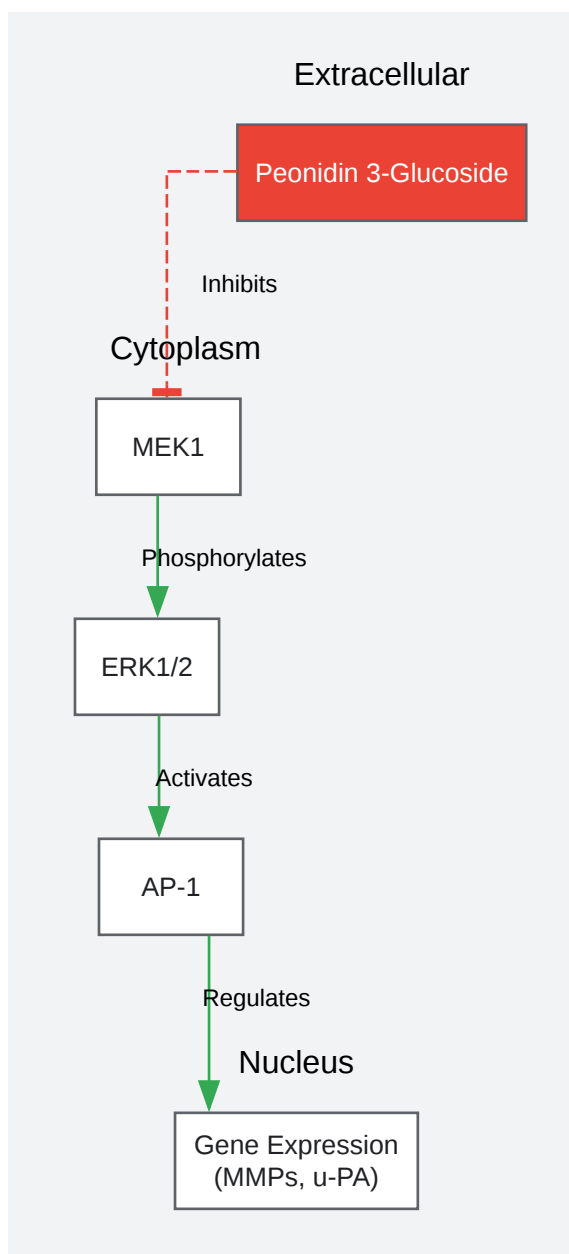 Extracellular
Peonidin 3-Glucoside
Inhibits
Cytoplasm
MEK1
Phosphorylates
ERK1/2
Activates
AP-1
Regulates
Nucleus
Gene Expression
(MMPs, u-PA)